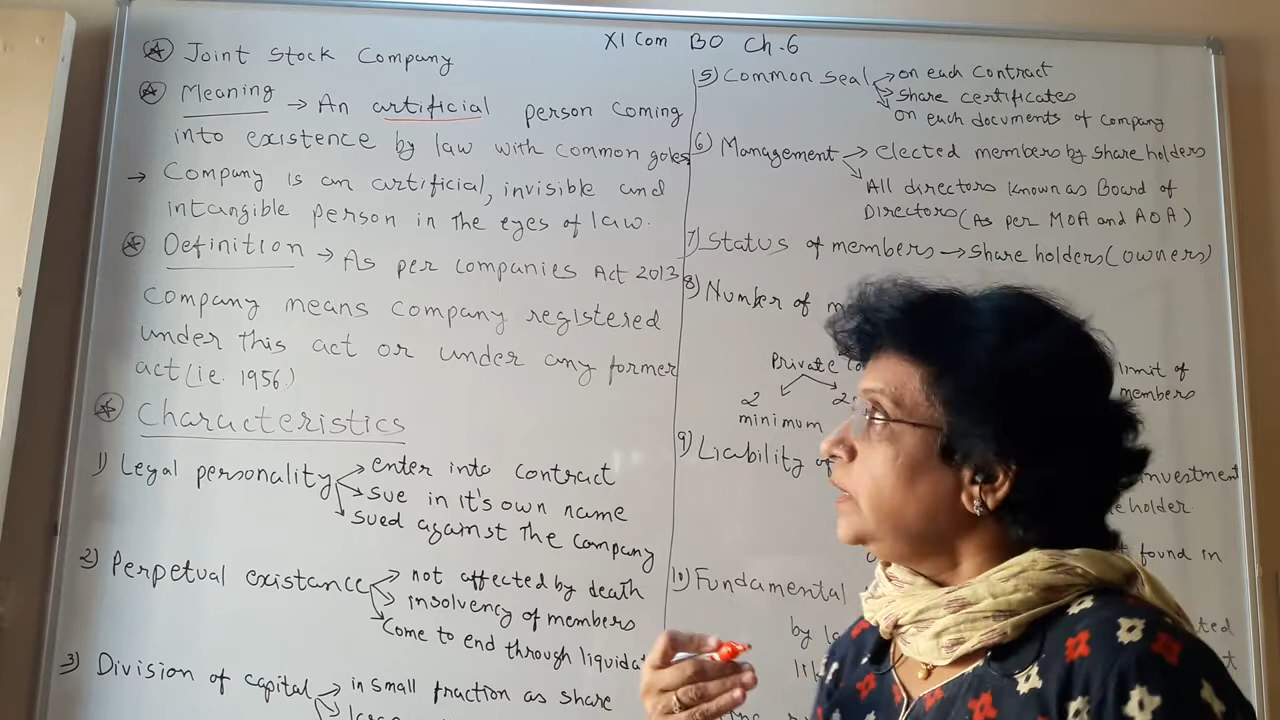 XI Com BO Ch.6
Joint Stock Company
Meaning → An artificial person coming
into existence by law with common goles
→ Company is an artificial, invisible and
intangible person in the eyes of law.
Definition → As per companies Act 2013
Company means company registered
under this act or under any former
act (ie. 1956.)
Characteristics
1) Legal personality → enter into contract
→ sue in it's own name
→ sued against the company
2) Perpetual existance → not affected by death
→ insolvency of members
→ Come to end through liquidat
3) Division of capital → in small fraction as share
5) Common seal → on each contract
→ share certificates
→ on each documents of company
6) Management → elected members by share holders
→ All directors known as Board of
Directors (As per MOA and AOA)
7) Status of members → share holders (owners)
8) Number of
Private
limit of
members
2
minimum
9) Liability
investment
holder
found in
10) Fundamental
by